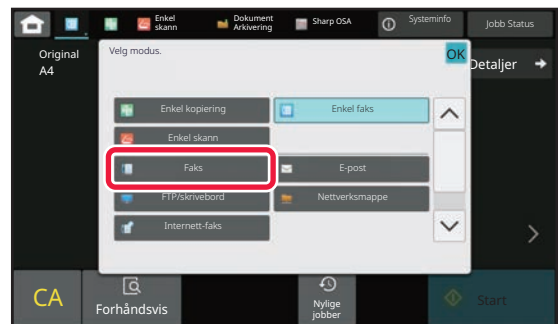 Enkel
skann
Dokument
Arkivering
Sharp OSA
Systeminfo
Jobb Status
Original
A4
Velg modus.
OK
Detaljer
Enkel kopiering
Enkel faks
Enkel skann
Faks
E-post
FTP/skrivebord
Nettverksmappe
Internett-faks
CA
Forhåndsvis
Nylige
jobber
Start